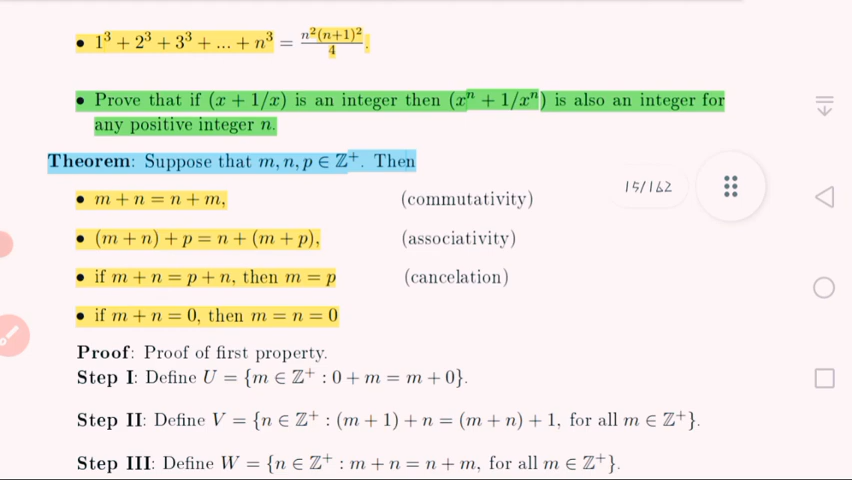 • 1³ + 2³ + 3³ + ... + n³ = n²(n+1)²/4.
• Prove that if (x + 1/x) is an integer then (xⁿ + 1/xⁿ) is also an integer for
any positive integer n.
Theorem: Suppose that m, n, p ∈ ℤ⁺. Then
15/162
• m + n = n + m, (commutativity)
• (m + n) + p = n + (m + p), (associativity)
• if m + n = p + n, then m = p (cancelation)
• if m + n = 0, then m = n = 0
Proof: Proof of first property.
Step I: Define U = {m ∈ ℤ⁺ : 0 + m = m + 0}.
Step II: Define V = {n ∈ ℤ⁺ : (m + 1) + n = (m + n) + 1, for all m ∈ ℤ⁺}.
Step III: Define W = {n ∈ ℤ⁺ : m + n = n + m, for all m ∈ ℤ⁺}.